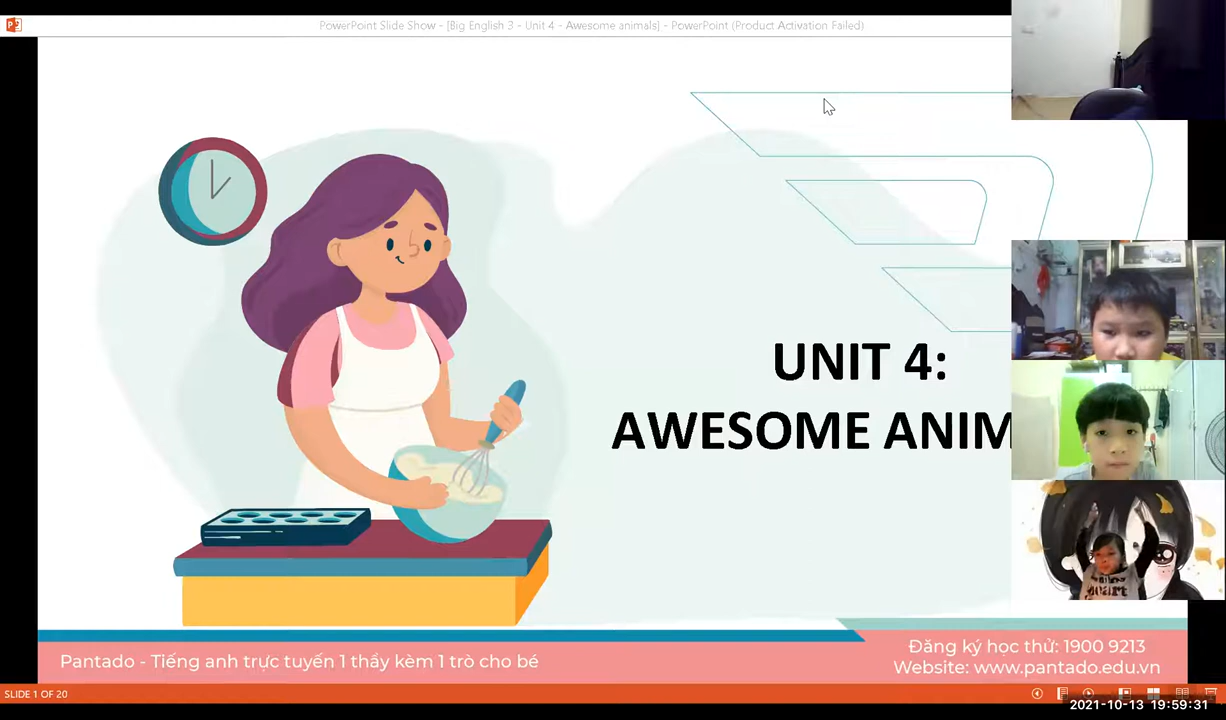 PowerPoint Slide Show - [Big English 3 - Unit 4 - Awesome animals] - PowerPoint (Product Activation Failed)
UNIT 4:
AWESOME ANIM
Đăng ký học thử: 1900 9213
Pantado - Tiếng anh trực tuyến 1 thầy kèm 1 trò cho bé
Website: www.pantado.edu.vn
SLIDE 1 OF 20
2021-10-13 19:59:31